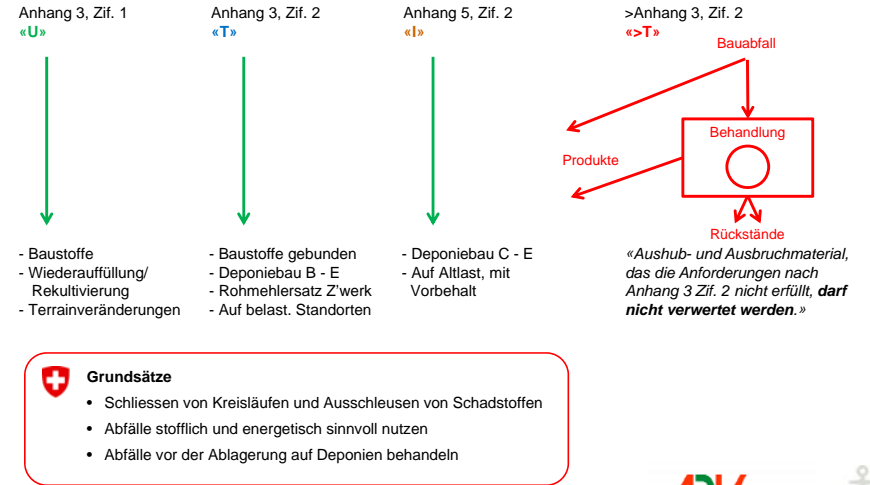 Anhang 3, Zif. 1
«U»
Anhang 3, Zif. 2
«T»
Anhang 5, Zif. 2
«I»
>Anhang 3, Zif. 2
«>T»
Bauabfall
Behandlung
Produkte
Rückstände
- Baustoffe
- Wiederauffüllung/
Rekultivierung
- Terrainveränderungen
- Baustoffe gebunden
- Deponiebau B - E
- Rohmehlersatz Z'werk
- Auf belast. Standorten
- Deponiebau C - E
- Auf Altlast, mit
Vorbehalt
«Aushub- und Ausbruchmaterial,
das die Anforderungen nach
Anhang 3 Zif. 2 nicht erfüllt, darf
nicht verwertet werden.»
Grundsätze
• Schliessen von Kreisläufen und Ausschleusen von Schadstoffen
• Abfälle stofflich und energetisch sinnvoll nutzen
• Abfälle vor der Ablagerung auf Deponien behandeln